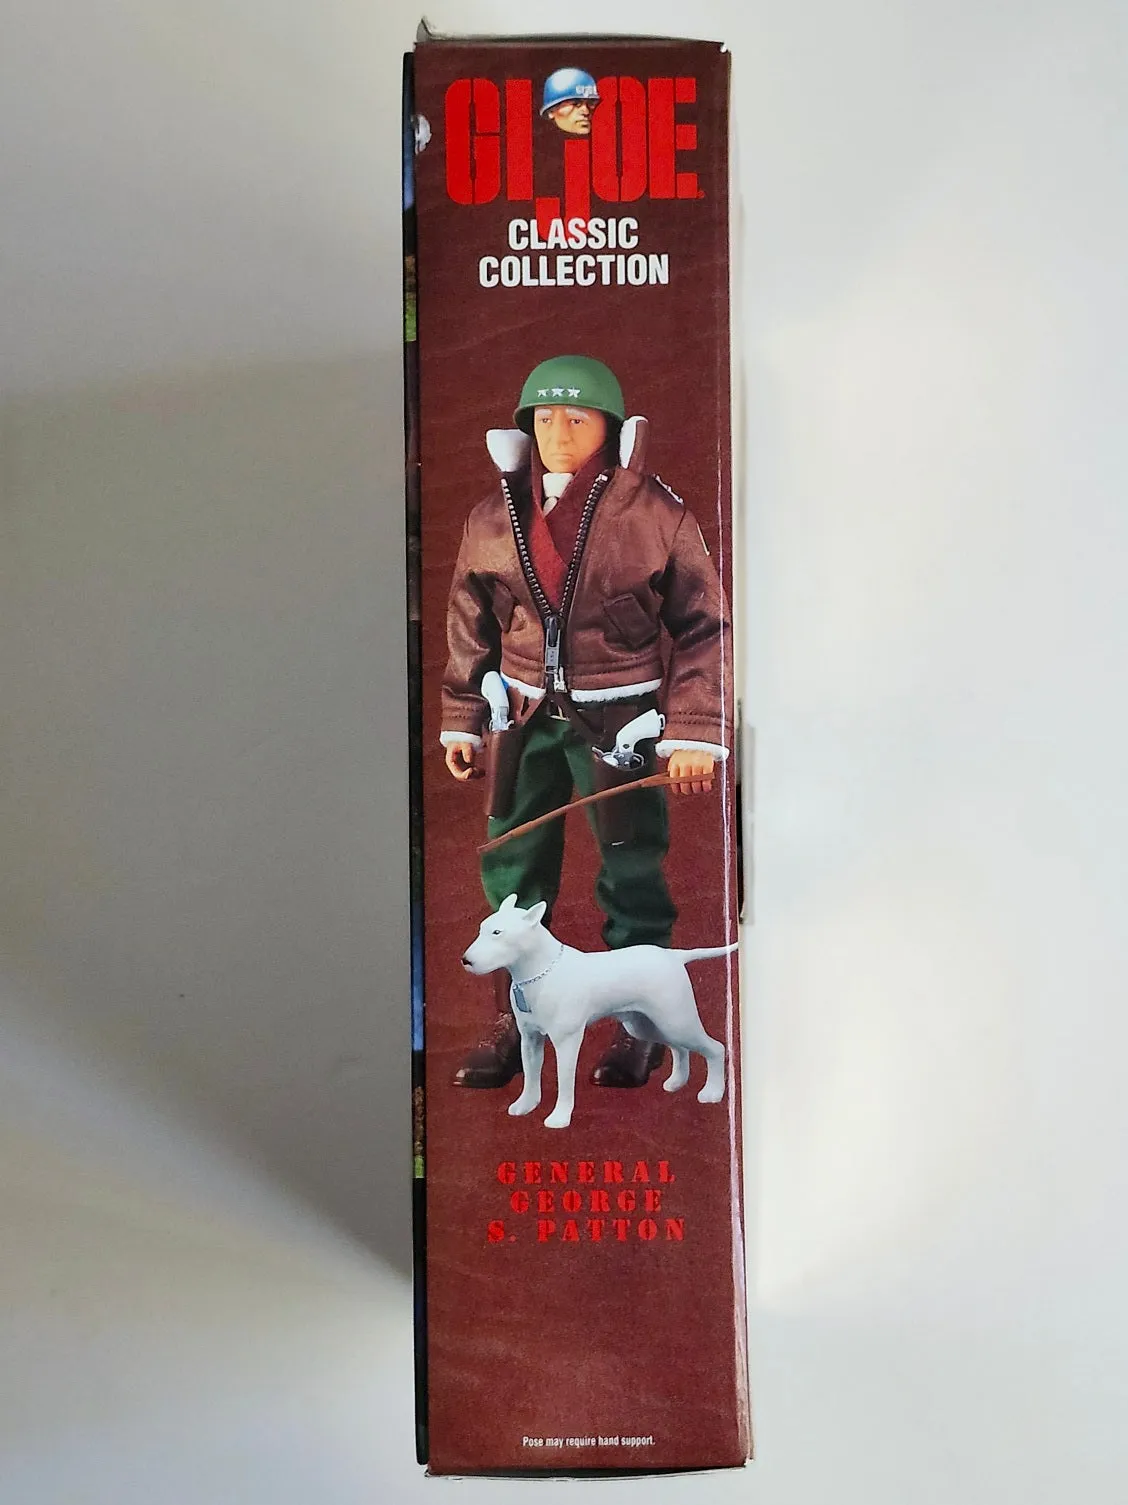 GI JOE
CLASSIC
COLLECTION
GENERAL
GEORGE
S. PATTON
Pose may require hand support.